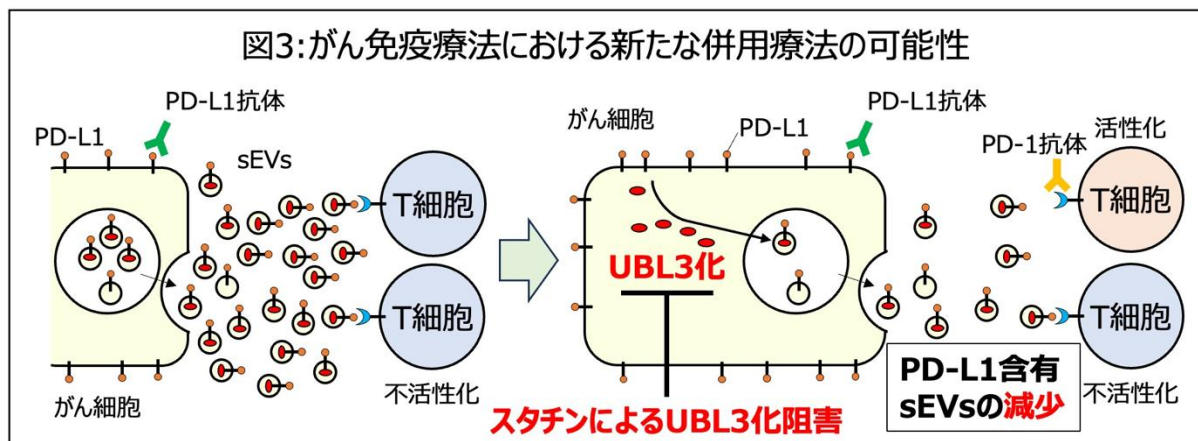 図3:がん免疫療法における新たな併用療法の可能性
PD-L1抗体
PD-L1
sEVs
T細胞
T細胞
不活性化
がん細胞
がん細胞
PD-L1
PD-L1抗体
PD-1抗体
活性化
T細胞
UBL3化
T細胞
不活性化
スタチンによるUBL3化阻害
PD-L1含有
sEVsの減少